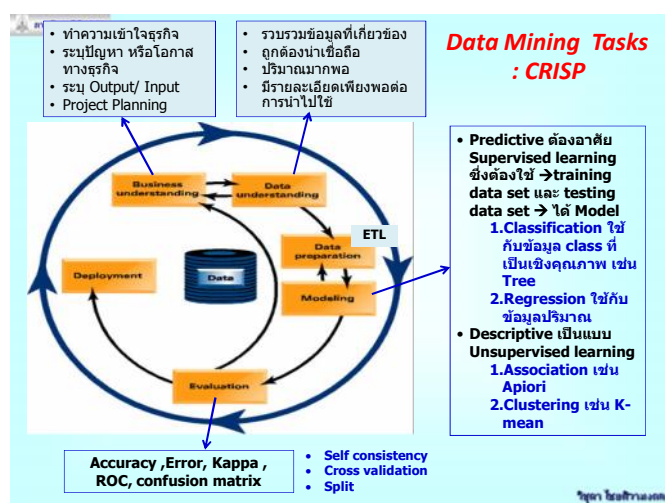 • ทำความเข้าใจธุรกิจ
• ระบุปัญหา หรือโอกาส
ทางธุรกิจ
• ระบุ Output/ Input
• Project Planning
• รวบรวมข้อมูลที่เกี่ยวข้อง
• ถูกต้องน่าเชื่อถือ
• ปริมาณมากพอ
• มีรายละเอียดเพียงพอต่อ
การนำไปใช้
Data Mining Tasks
: CRISP
Business
understanding
Data
understanding
ETL
Data
preparation
Modeling
Deployment
Data
Evaluation
• Predictive ต้องอาศัย
Supervised learning
ซึ่งต้องใช้ →training
data set และ testing
data set → ได้ Model
1.Classification ใช้
กับข้อมูล class ที่
เป็นเชิงคุณภาพ เช่น
Tree
2.Regression ใช้กับ
ข้อมูลปริมาณ
• Descriptive เป็นแบบ
Unsupervised learning
1.Association เช่น
Apiori
2.Clustering เช่น K-
mean
Accuracy ,Error, Kappa ,
ROC, confusion matrix
• Self consistency
• Cross validation
• Split